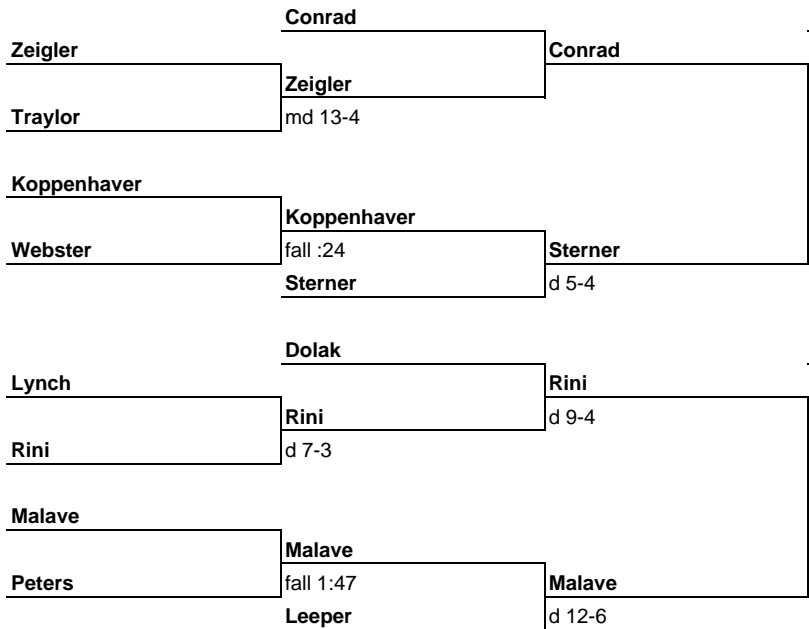 Conrad
Zeigler Conrad
Zeigler
Traylor md 13-4
Koppenhaver
Koppenhaver
Webster fall :24 Sterner
Sterner d 5-4
Dolak
Lynch Rini
Rini d 9-4
Rini d 7-3
Malave
Malave
Peters fall 1:47 Malave
Leeper d 12-6